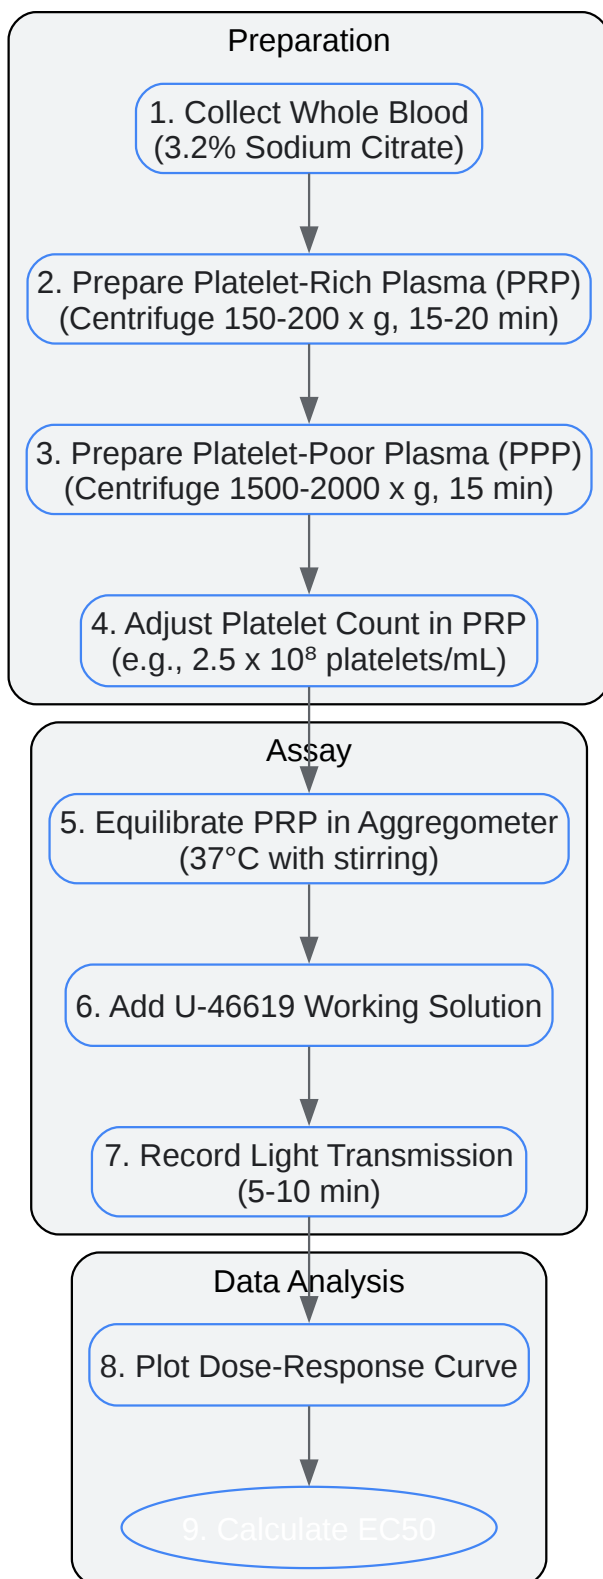 Preparation
1. Collect Whole Blood
(3.2% Sodium Citrate)
2. Prepare Platelet-Rich Plasma (PRP)
(Centrifuge 150-200 x g, 15-20 min)
3. Prepare Platelet-Poor Plasma (PPP)
(Centrifuge 1500-2000 x g, 15 min)
4. Adjust Platelet Count in PRP
(e.g., 2.5 x 10⁸ platelets/mL)
Assay
5. Equilibrate PRP in Aggregometer
(37°C with stirring)
6. Add U-46619 Working Solution
7. Record Light Transmission
(5-10 min)
Data Analysis
8. Plot Dose-Response Curve
9. Calculate EC50